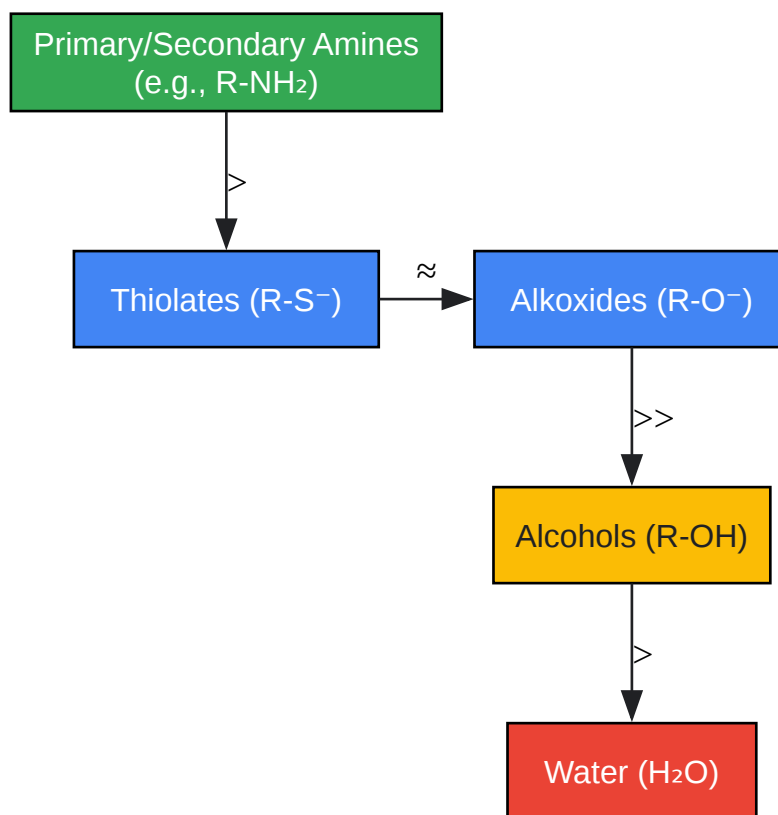 Primary/Secondary Amines
(e.g., R-NH₂)
>
≈
Thiolates (R-S⁻)
Alkoxides (R-O⁻)
>>
Alcohols (R-OH)
>
Water (H₂O)